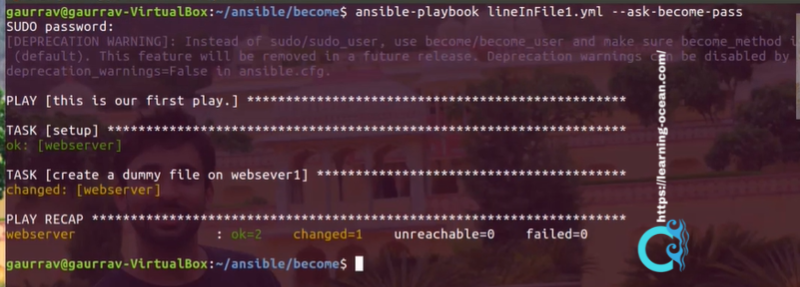 gaurrav@gaurrav-VirtualBox:~/ansible/become$ ansible-playbook lineInFile1.yml --ask-become-pass
SUDO password:
[DEPRECATION WARNING]: Instead of sudo/sudo_user, use become/become_user and make sure become_method i
(default). This feature will be removed in a future release. Deprecation warnings can be disabled by
deprecation_warnings=False in ansible.cfg.
PLAY [this is our first play.] ***************************************************
TASK [setup] *********************************************************************
ok: [webserver]
TASK [create a dummy file on websever1] ******************************************
changed: [webserver]
PLAY RECAP ***********************************************************************
webserver : ok=2 changed=1 unreachable=0 failed=0
gaurrav@gaurrav-VirtualBox:~/ansible/become$
https://learning-ocean.com/